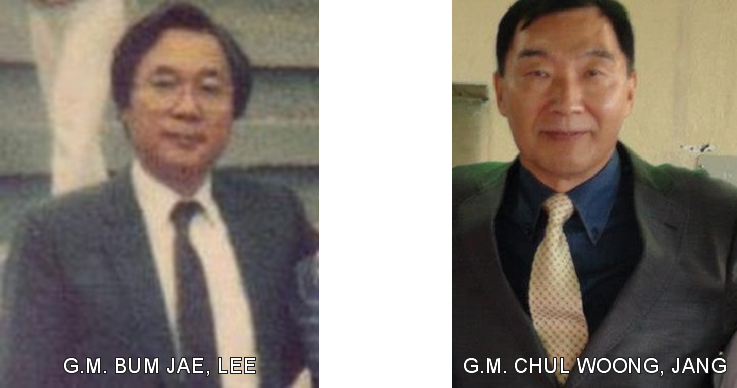 G.M. BUM JAE, LEE
G.M. CHUL WOONG, JANG